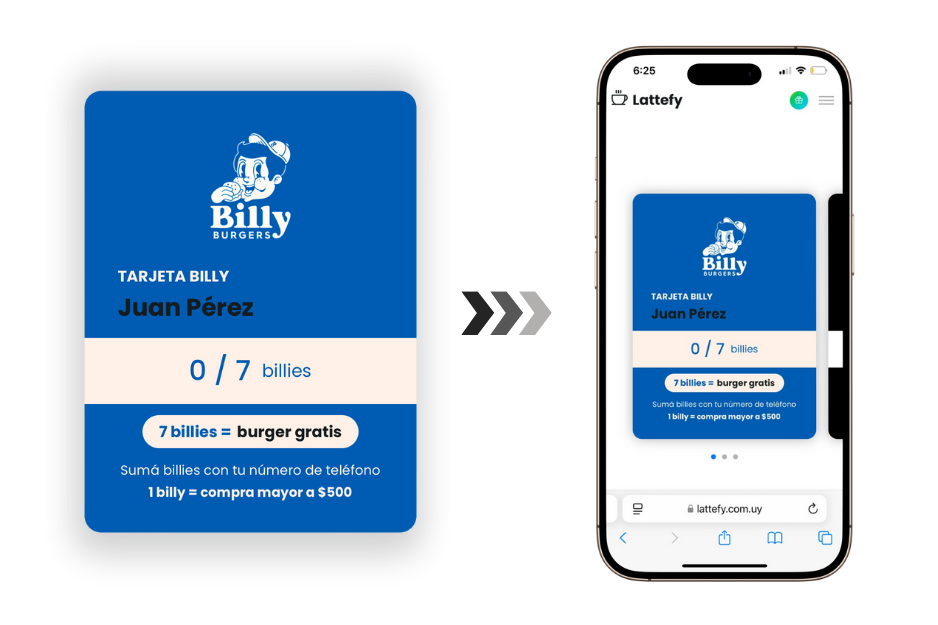 Billy
BURGERS
TARJETA BILLY
Juan Pérez
0 / 7 billies
7 billies = burger gratis
Sumá billies con tu número de teléfono
1 billy = compra mayor a $500
6:25
Lattefy
Billy
BURGERS
TARJETA BILLY
Juan Pérez
0 / 7 billies
7 billies = burger gratis
Sumá billies con tu número de teléfono
1 billy = compra mayor a $500
lattefy.com.uy